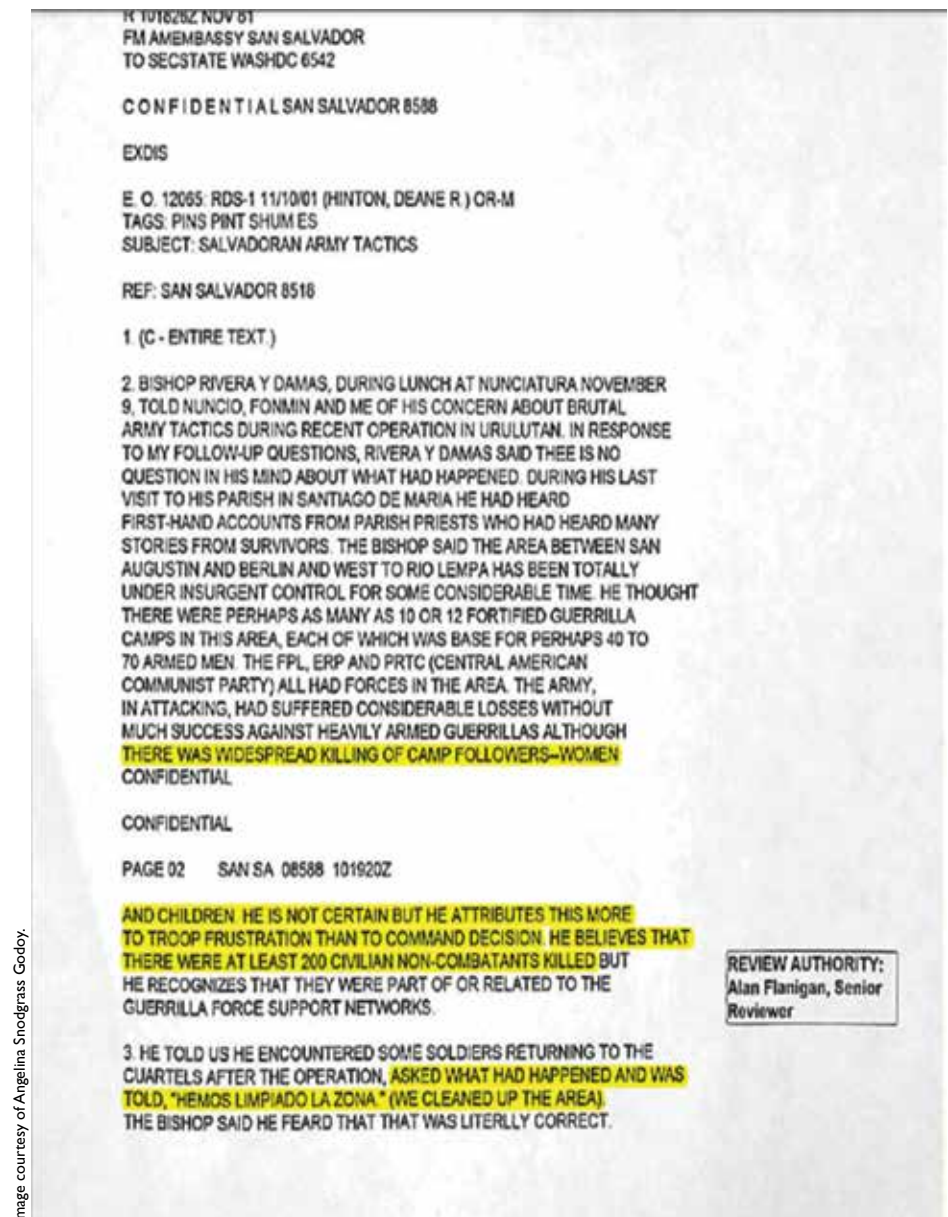 R 101826Z NOV 81
FM AMEMBASSY SAN SALVADOR
TO SECSTATE WASHDC 6542
C O N F I D E N T I A L SAN SALVADOR 8588
EXDIS
E. O. 12065: RDS-1 11/10/01 (HINTON, DEANE R.) OR-M
TAGS: PINS PINT SHUM ES
SUBJECT: SALVADORAN ARMY TACTICS
REF: SAN SALVADOR 8518
1. (C - ENTIRE TEXT.)
2. BISHOP RIVERA Y DAMAS, DURING LUNCH AT NUNCIATURA NOVEMBER
9, TOLD NUNCIO, FONMIN AND ME OF HIS CONCERN ABOUT BRUTAL
ARMY TACTICS DURING RECENT OPERATION IN URULUTAN. IN RESPONSE
TO MY FOLLOW-UP QUESTIONS, RIVERA Y DAMAS SAID THEE IS NO
QUESTION IN HIS MIND ABOUT WHAT HAD HAPPENED. DURING HIS LAST
VISIT TO HIS PARISH IN SANTIAGO DE MARIA HE HAD HEARD
FIRST-HAND ACCOUNTS FROM PARISH PRIESTS WHO HAD HEARD MANY
STORIES FROM SURVIVORS. THE BISHOP SAID THE AREA BETWEEN SAN
AUGUSTIN AND BERLIN AND WEST TO RIO LEMPA HAS BEEN TOTALLY
UNDER INSURGENT CONTROL FOR SOME CONSIDERABLE TIME. HE THOUGHT
THERE WERE PERHAPS AS MANY AS 10 OR 12 FORTIFIED GUERRILLA
CAMPS IN THIS AREA, EACH OF WHICH WAS BASE FOR PERHAPS 40 TO
70 ARMED MEN. THE FPL, ERP AND PRTC (CENTRAL AMERICAN
COMMUNIST PARTY) ALL HAD FORCES IN THE AREA. THE ARMY,
IN ATTACKING, HAD SUFFERED CONSIDERABLE LOSSES WITHOUT
MUCH SUCCESS AGAINST HEAVILY ARMED GUERRILLAS ALTHOUGH
THERE WAS WIDESPREAD KILLING OF CAMP FOLLOWERS--WOMEN
CONFIDENTIAL
CONFIDENTIAL
PAGE 02 SAN SA 08588 101920Z
AND CHILDREN. HE IS NOT CERTAIN BUT HE ATTRIBUTES THIS MORE
TO TROOP FRUSTRATION THAN TO COMMAND DECISION. HE BELIEVES THAT
THERE WERE AT LEAST 200 CIVILIAN NON-COMBATANTS KILLED BUT
HE RECOGNIZES THAT THEY WERE PART OF OR RELATED TO THE
GUERRILLA FORCE SUPPORT NETWORKS.
REVIEW AUTHORITY:
Alan Flanigan, Senior
Reviewer
3. HE TOLD US HE ENCOUNTERED SOME SOLDIERS RETURNING TO THE
CUARTELS AFTER THE OPERATION, ASKED WHAT HAD HAPPENED AND WAS
TOLD, "HEMOS LIMPIADO LA ZONA." (WE CLEANED UP THE AREA).
THE BISHOP SAID HE FEARD THAT THAT WAS LITERLLY CORRECT.
mage courtesy of Angelina Snodgrass Godoy.